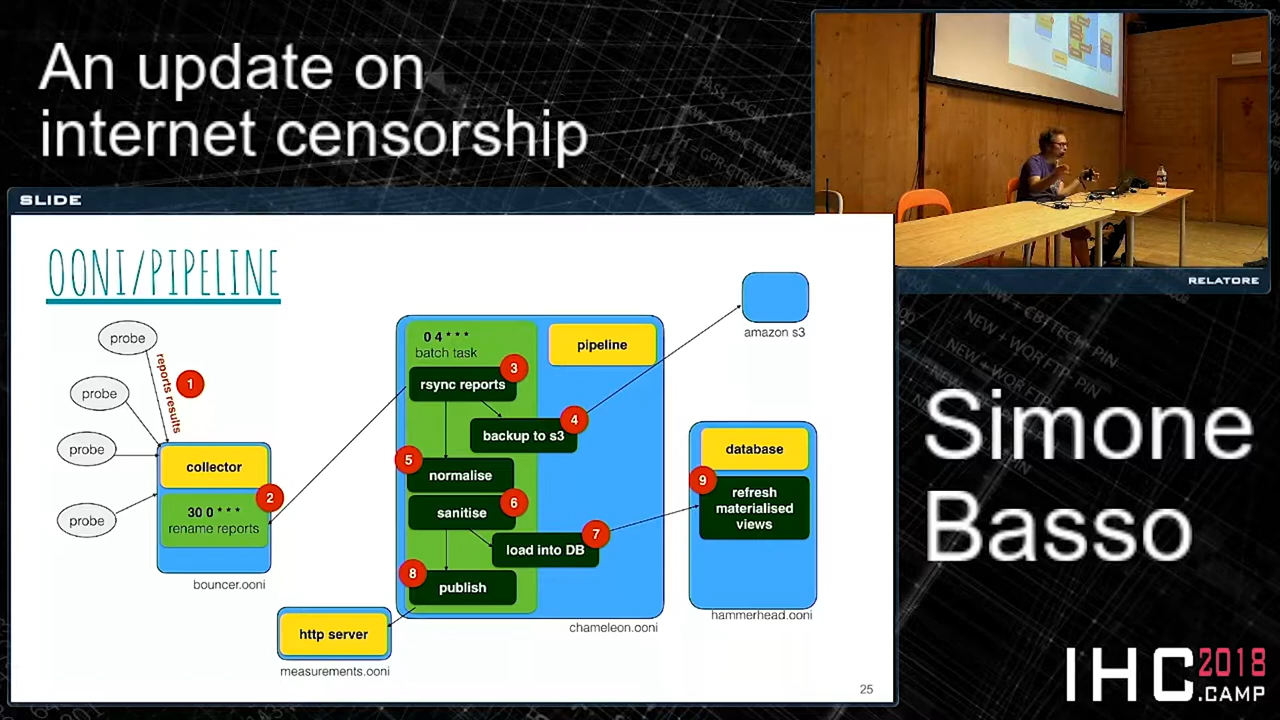 An update on
internet censorship
SLIDE
OONI/PIPELINE
probe
probe
probe
probe
reports results
1
collector
2
30 0 * * *
rename reports
bouncer.ooni
0 4 * * *
batch task
pipeline
3
rsync reports
4
backup to s3
5
normalise
6
sanitise
7
load into DB
8
publish
chameleon.ooni
http server
measurements.ooni
amazon s3
database
9
refresh
materialised
views
hammerhead.ooni
25
RELATORE
Simone
Basso
IHC 2018
.CAMP